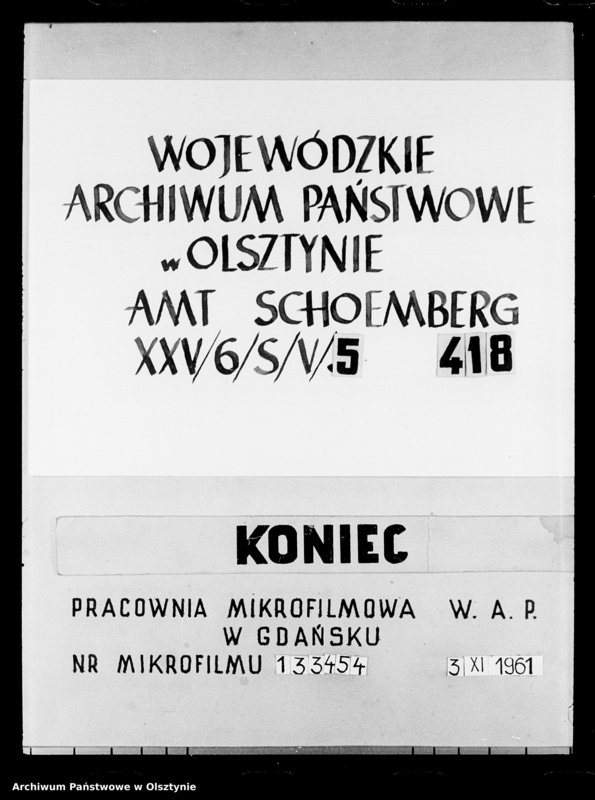 WOJEWÓDZKIE
ARCHIWUM PAŃSTWOWE
w OLSZTYNIE
AMT SCHOEMBERG
XXV/6/S/V/.5 418
KONIEC
PRACOWNIA MIKROFILMOWA W. A. P.
W GDAŃSKU
NR MIKROFILMU 133454 3 XI 1961
Archiwum Państwowe w Olsztynie